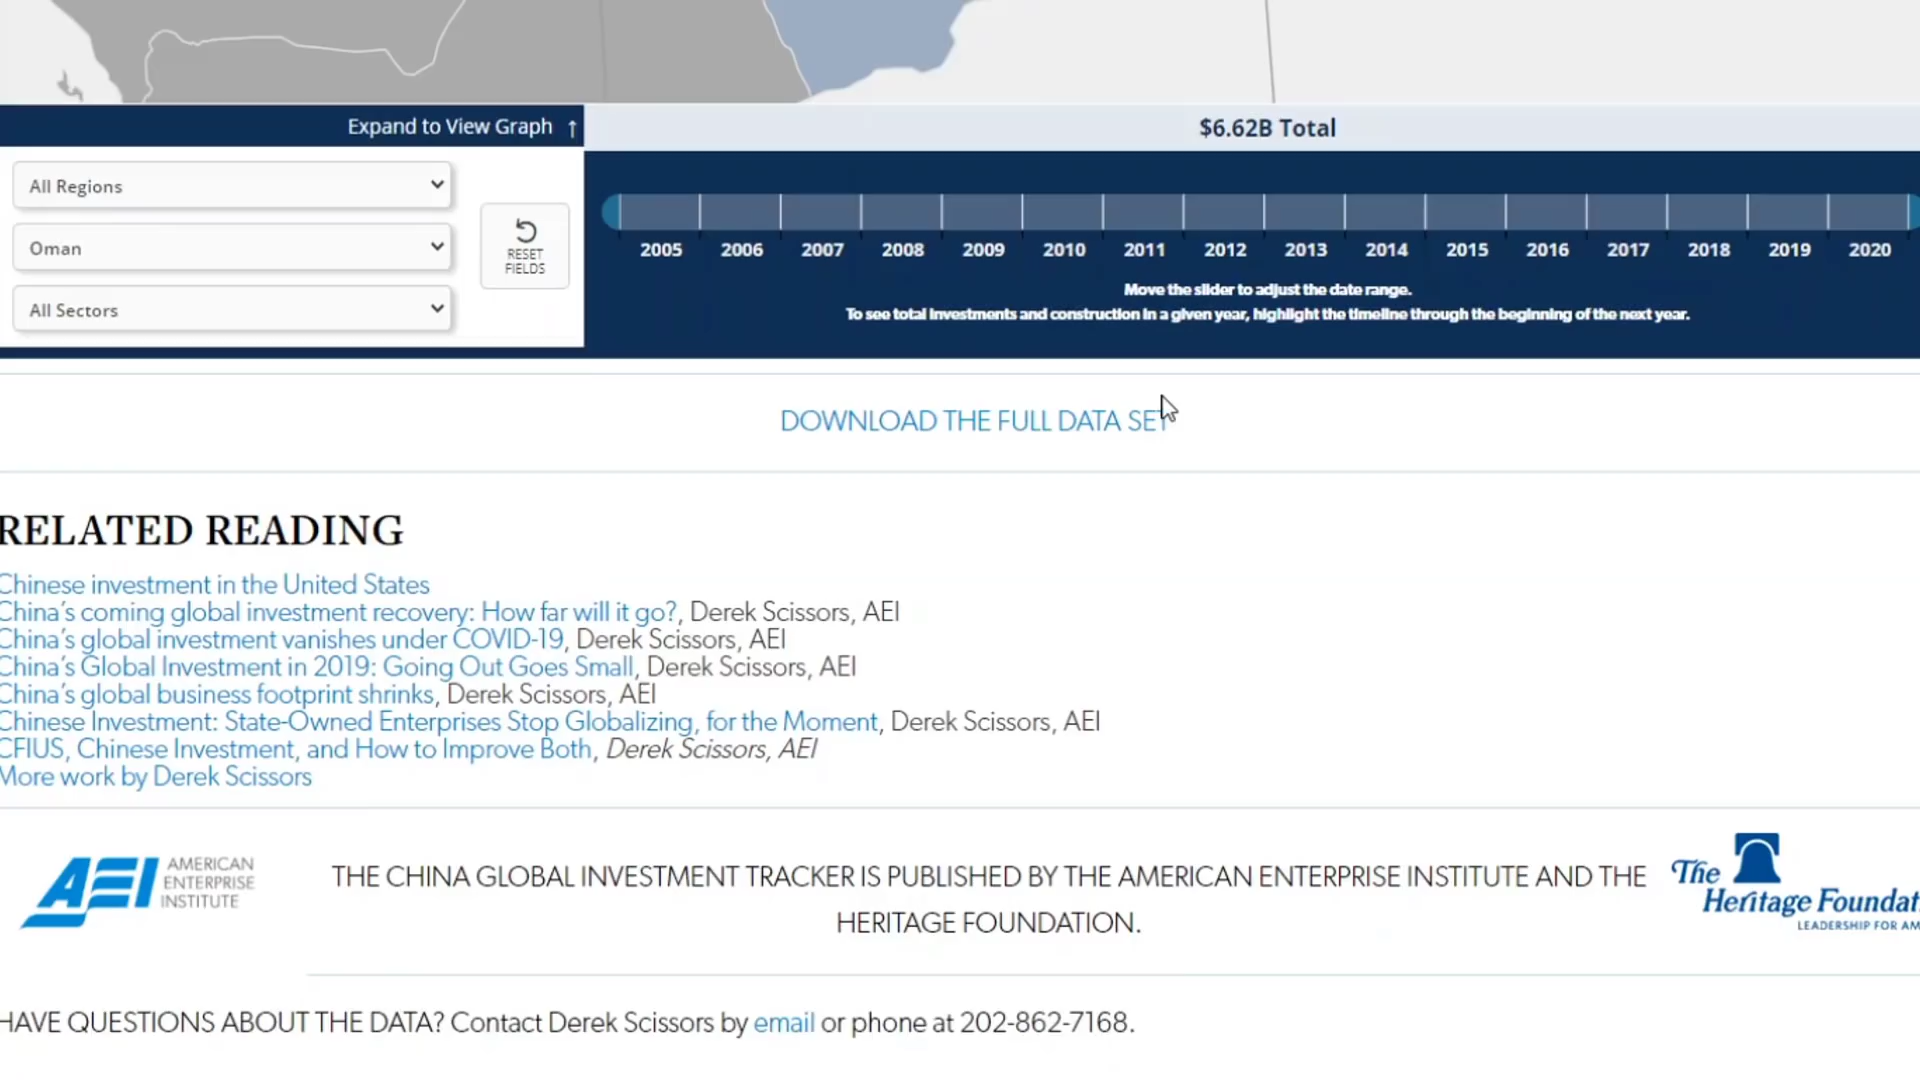 Expand to View Graph ↑
$6.62B Total
All Regions
Oman
All Sectors
RESET
FIELDS
2005 2006 2007 2008 2009 2010 2011 2012 2013 2014 2015 2016 2017 2018 2019 2020
Move the slider to adjust the date range.
To see total investments and construction in a given year, highlight the timeline through the beginning of the next year.
DOWNLOAD THE FULL DATA SET
RELATED READING
Chinese investment in the United States
China's coming global investment recovery: How far will it go?, Derek Scissors, AEI
China's global investment vanishes under COVID-19, Derek Scissors, AEI
China's Global Investment in 2019: Going Out Goes Small, Derek Scissors, AEI
China's global business footprint shrinks, Derek Scissors, AEI
Chinese Investment: State-Owned Enterprises Stop Globalizing, for the Moment, Derek Scissors, AEI
CFIUS, Chinese Investment, and How to Improve Both, Derek Scissors, AEI
More work by Derek Scissors
AEI
AMERICAN
ENTERPRISE
INSTITUTE
THE CHINA GLOBAL INVESTMENT TRACKER IS PUBLISHED BY THE AMERICAN ENTERPRISE INSTITUTE AND THE
HERITAGE FOUNDATION.
The
Heritage Foundat
LEADERSHIP FOR AM
HAVE QUESTIONS ABOUT THE DATA? Contact Derek Scissors by email or phone at 202-862-7168.